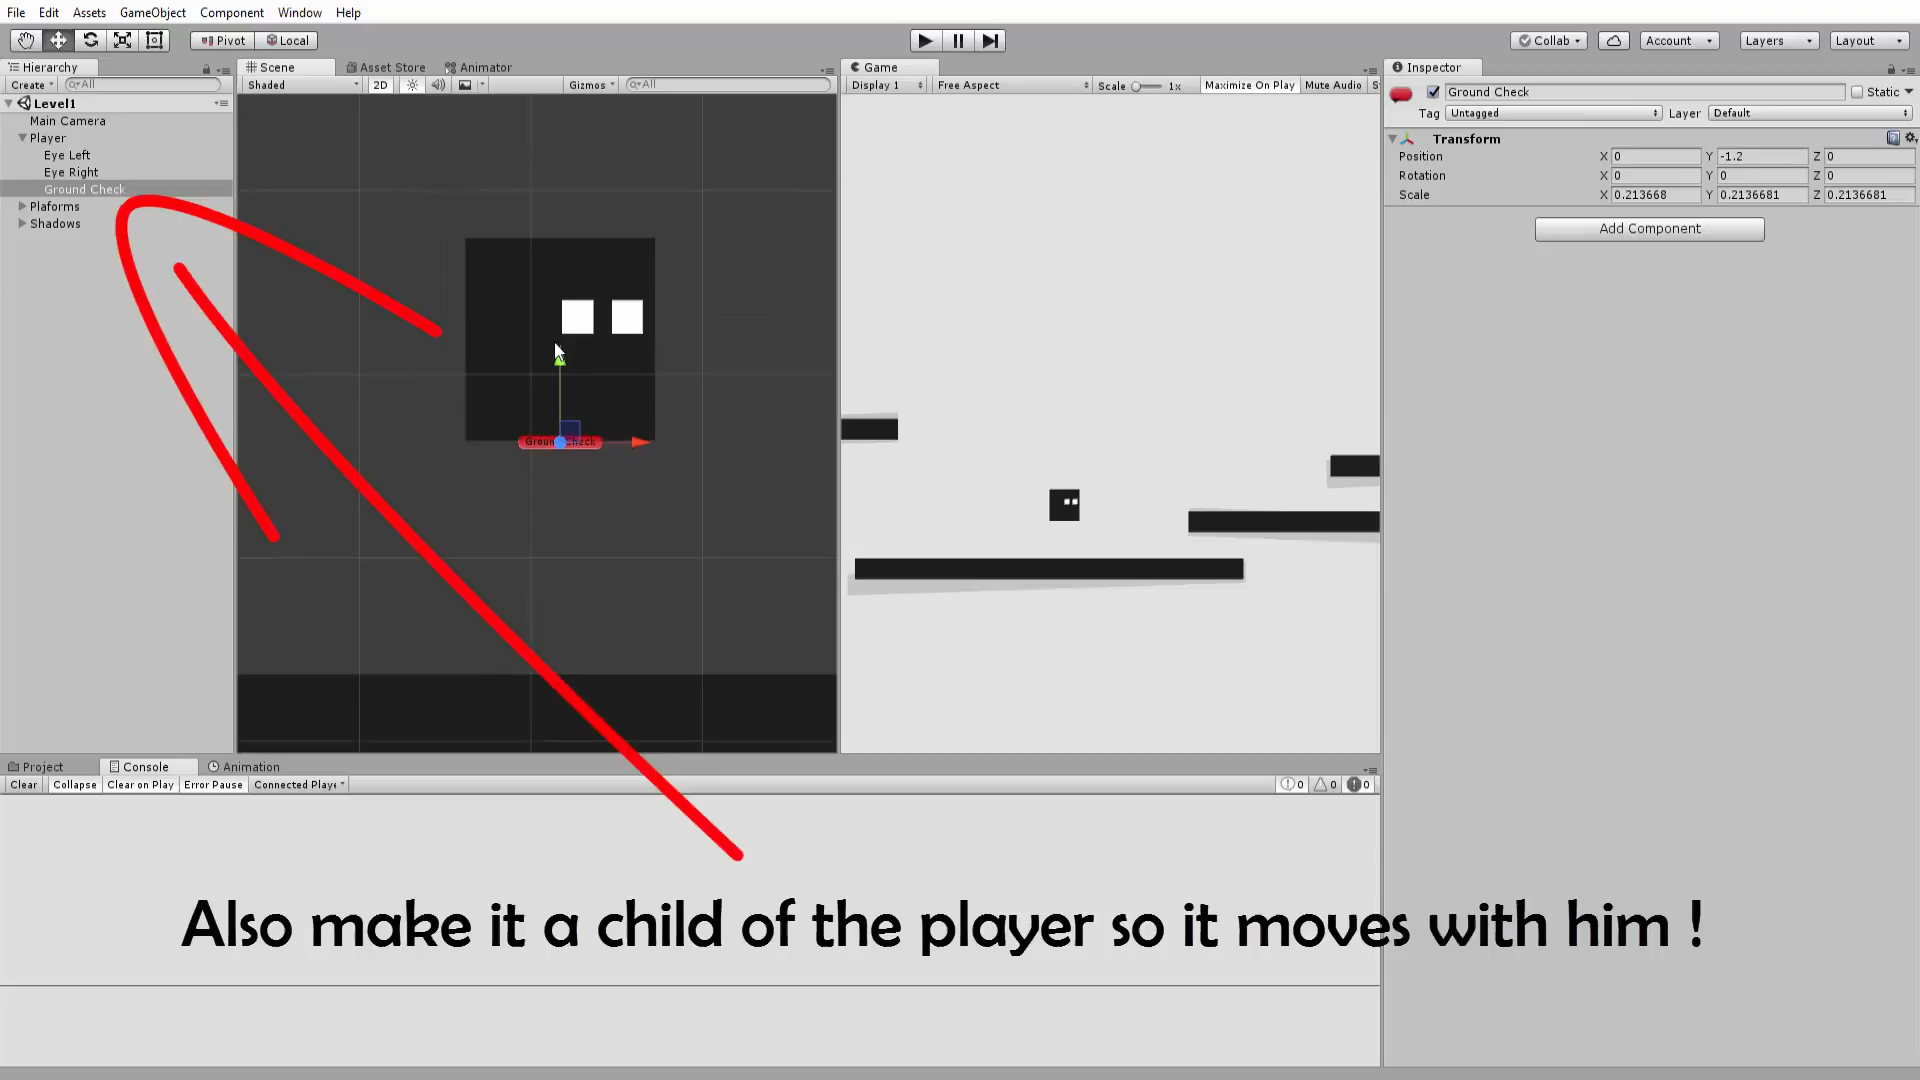 File Edit Assets GameObject Component Window Help
Pivot Local Collab Account Layers Layout
Hierarchy Scene Asset Store Animator Game Inspector
Create All Shaded 2D Gizmos All Display 1 Free Aspect Scale 1x Maximize On Play Mute Audio S Ground Check Static
Level1
Tag Untagged Layer Default
Main Camera
Player
Transform
Eye Left
Position X 0 Y -1.2 Z 0
Eye Right
Rotation X 0 Y 0 Z 0
Ground Check
Scale X 0.213668 Y 0.2136681 Z 0.2136681
Plaforms
Shadows
Add Component
Project Console Animation
Clear Collapse Clear on Play Error Pause Connected Playe 0 0 0
Also make it a child of the player so it moves with him !